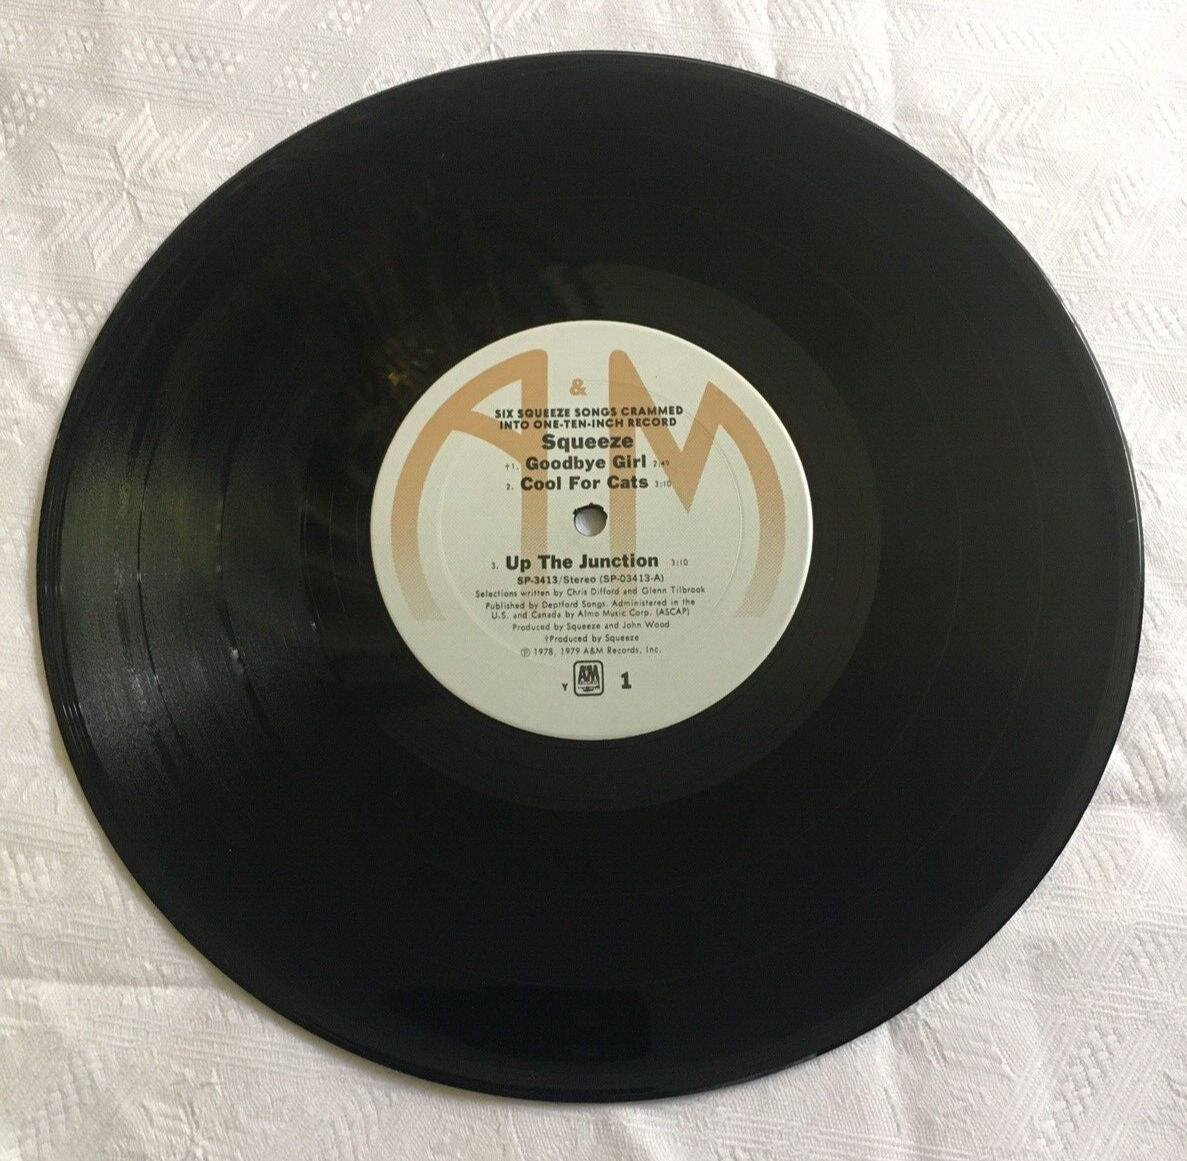 A&M
SIX SQUEEZE SONGS CRAMMED
INTO ONE-TEN-INCH RECORD
Squeeze
†1. Goodbye Girl 2:49
2. Cool For Cats 3:10
3. Up The Junction 3:10
SP-3413/Stereo (SP-03413-A)
Selections written by Chris Difford and Glenn Tilbrook
Published by Deptford Songs. Administered in the
U.S. and Canada by Almo Music Corp. (ASCAP)
Produced by Squeeze and John Wood
†Produced by Squeeze
℗ 1978, 1979 A&M Records, Inc.
Y A&M 1